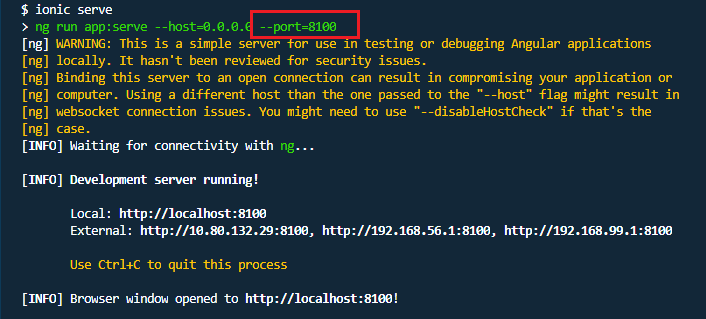 $ ionic serve
> ng run app:serve --host=0.0.0.0 --port=8100
[ng] WARNING: This is a simple server for use in testing or debugging Angular applications
[ng] locally. It hasn't been reviewed for security issues.
[ng] Binding this server to an open connection can result in compromising your application or
[ng] computer. Using a different host than the one passed to the "--host" flag might result in
[ng] websocket connection issues. You might need to use "--disableHostCheck" if that's the
[ng] case.
[INFO] Waiting for connectivity with ng...
[INFO] Development server running!
Local: http://localhost:8100
External: http://10.80.132.29:8100, http://192.168.56.1:8100, http://192.168.99.1:8100
Use Ctrl+C to quit this process
[INFO] Browser window opened to http://localhost:8100!